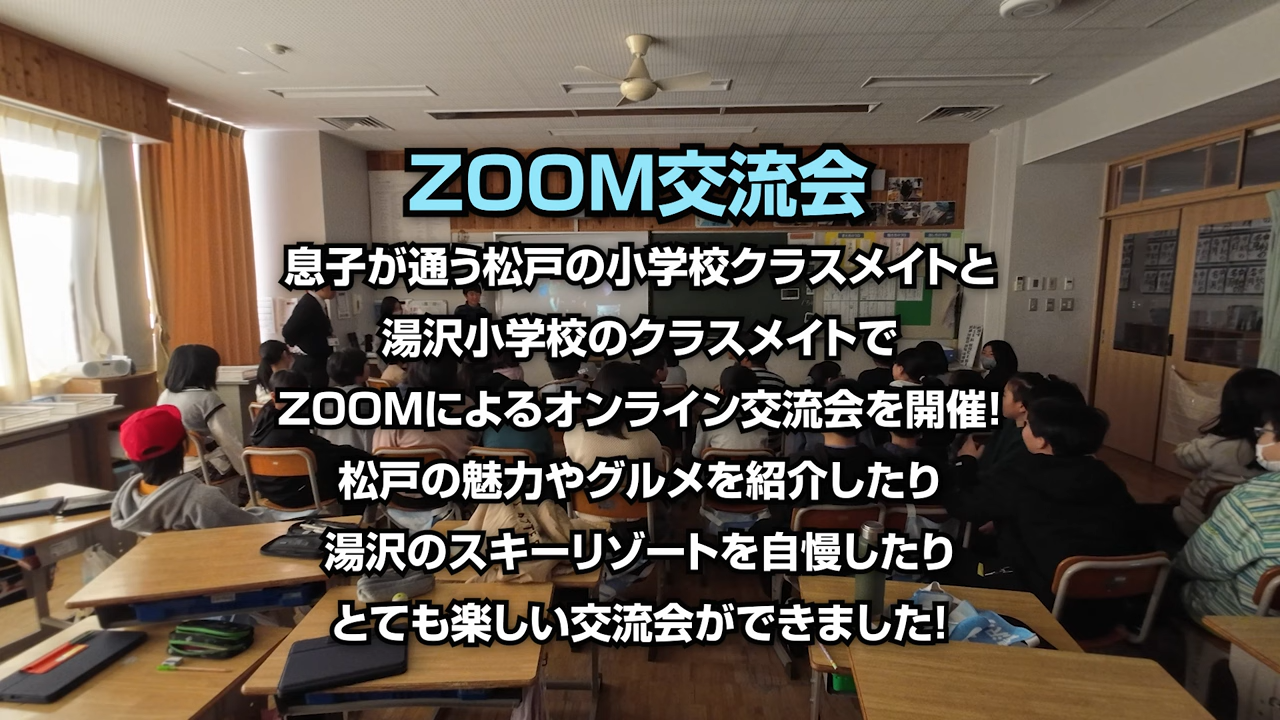 ZOOM交流会
息子が通う松戸の小学校クラスメイトと
湯沢小学校のクラスメイトで
ZOOMによるオンライン交流会を開催!
松戸の魅力やグルメを紹介したり
湯沢のスキーリゾートを自慢したり
とても楽しい交流会ができました!